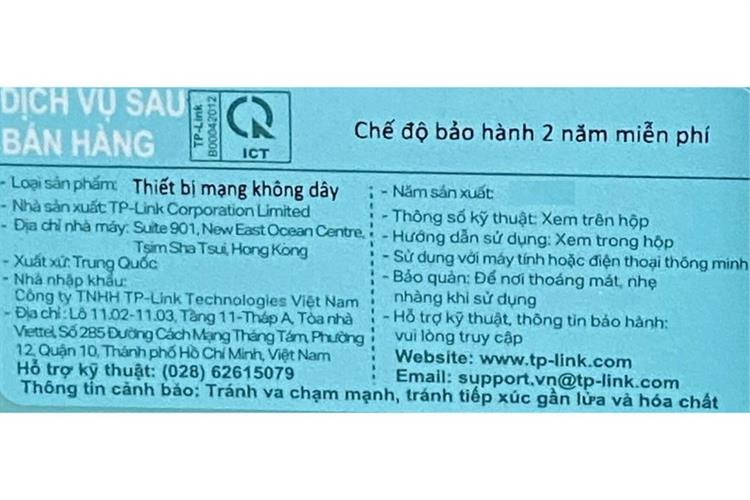 DỊCH VỤ SAU
BÁN HÀNG
TP-Link
B00042012
ICT
Chế độ bảo hành 2 năm miễn phí
- Loại sản phẩm: Thiết bị mạng không dây
- Nhà sản xuất: TP-Link Corporation Limited
- Địa chỉ nhà máy: Suite 901, New East Ocean Centre,
Tsim Sha Tsui, Hong Kong
- Xuất xứ: Trung Quốc
- Nhà nhập khẩu:
Công ty TNHH TP-Link Technologies Việt Nam
- Địa chỉ: Lô 11.02-11.03, Tầng 11-Tháp A, Tòa nhà
Viettel, Số 285 Đường Cách Mạng Tháng Tám, Phường
12, Quận 10, Thành phố Hồ Chí Minh, Việt Nam
Hỗ trợ kỹ thuật: (028) 62615079
- Năm sản xuất:
- Thông số kỹ thuật: Xem trên hộp
- Hướng dẫn sử dụng: Xem trong hộp
- Sử dụng với máy tính hoặc điện thoại thông minh
- Bảo quản: Để nơi thoáng mát, nhẹ
nhàng khi sử dụng
- Hỗ trợ kỹ thuật, thông tin bảo hành:
vui lòng truy cập
Website: www.tp-link.com
Email: support.vn@tp-link.com
Thông tin cảnh báo: Tránh va chạm mạnh, tránh tiếp xúc gần lửa và hóa chất